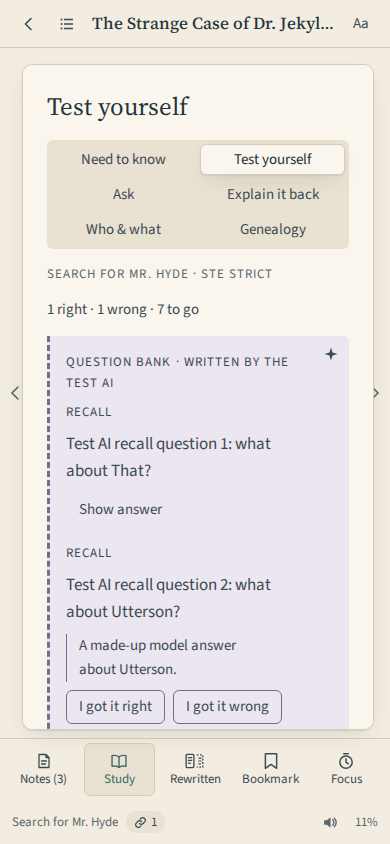 The Strange Case of Dr. Jekyl... Aa
Test yourself
Need to know Test yourself
Ask Explain it back
Who & what Genealogy
SEARCH FOR MR. HYDE · STE STRICT
1 right · 1 wrong · 7 to go
QUESTION BANK · WRITTEN BY THE
TEST AI
RECALL
Test AI recall question 1: what
about That?
Show answer
RECALL
Test AI recall question 2: what
about Utterson?
A made-up model answer
about Utterson.
I got it right I got it wrong
Notes (3) Study Rewritten Bookmark Focus
Search for Mr. Hyde 1 11%